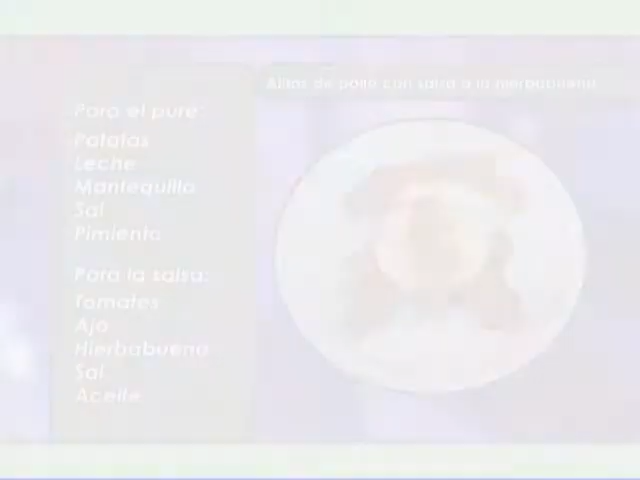 Alitas de pollo con salsa a la hierbabuena
Para el puré:
Patatas
Leche
Mantequilla
Sal
Pimienta
Para la salsa:
Tomates
Ajo
Hierbabuena
Sal
Aceite